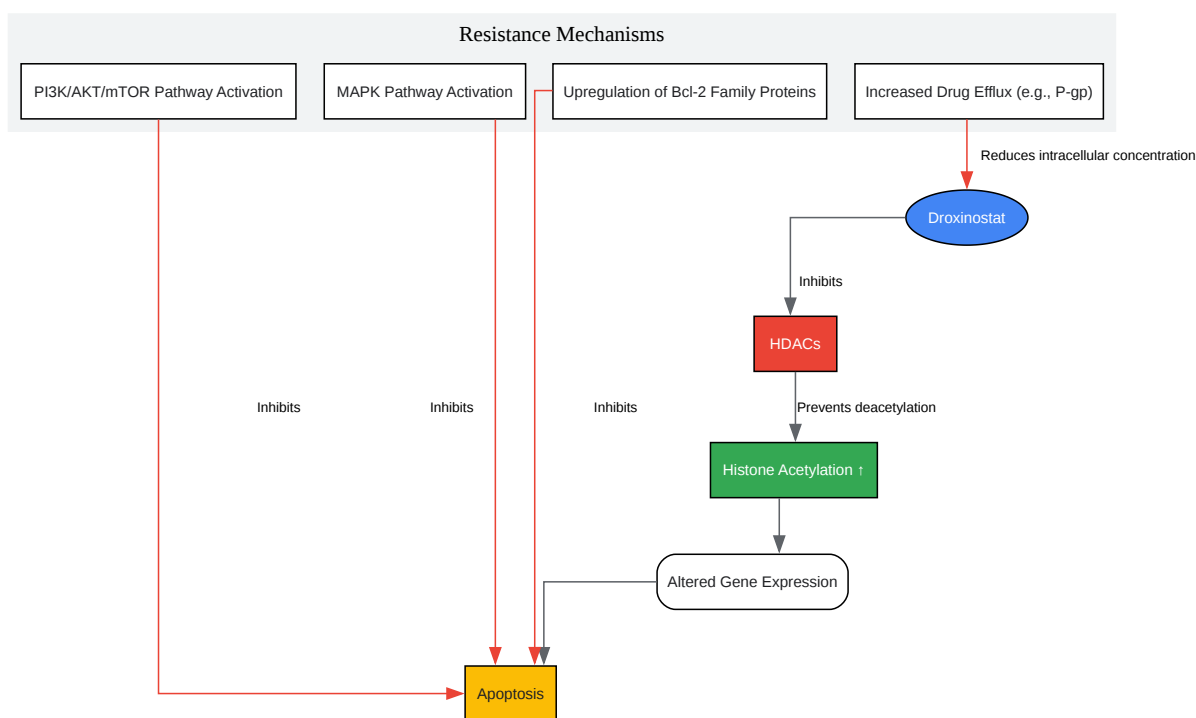 Resistance Mechanisms
PI3K/AKT/mTOR Pathway Activation
MAPK Pathway Activation
Upregulation of Bcl-2 Family Proteins
Increased Drug Efflux (e.g., P-gp)
Reduces intracellular concentration
Droxinostat
Inhibits
HDACs
Inhibits
Inhibits
Inhibits
Prevents deacetylation
Histone Acetylation ↑
Altered Gene Expression
Apoptosis